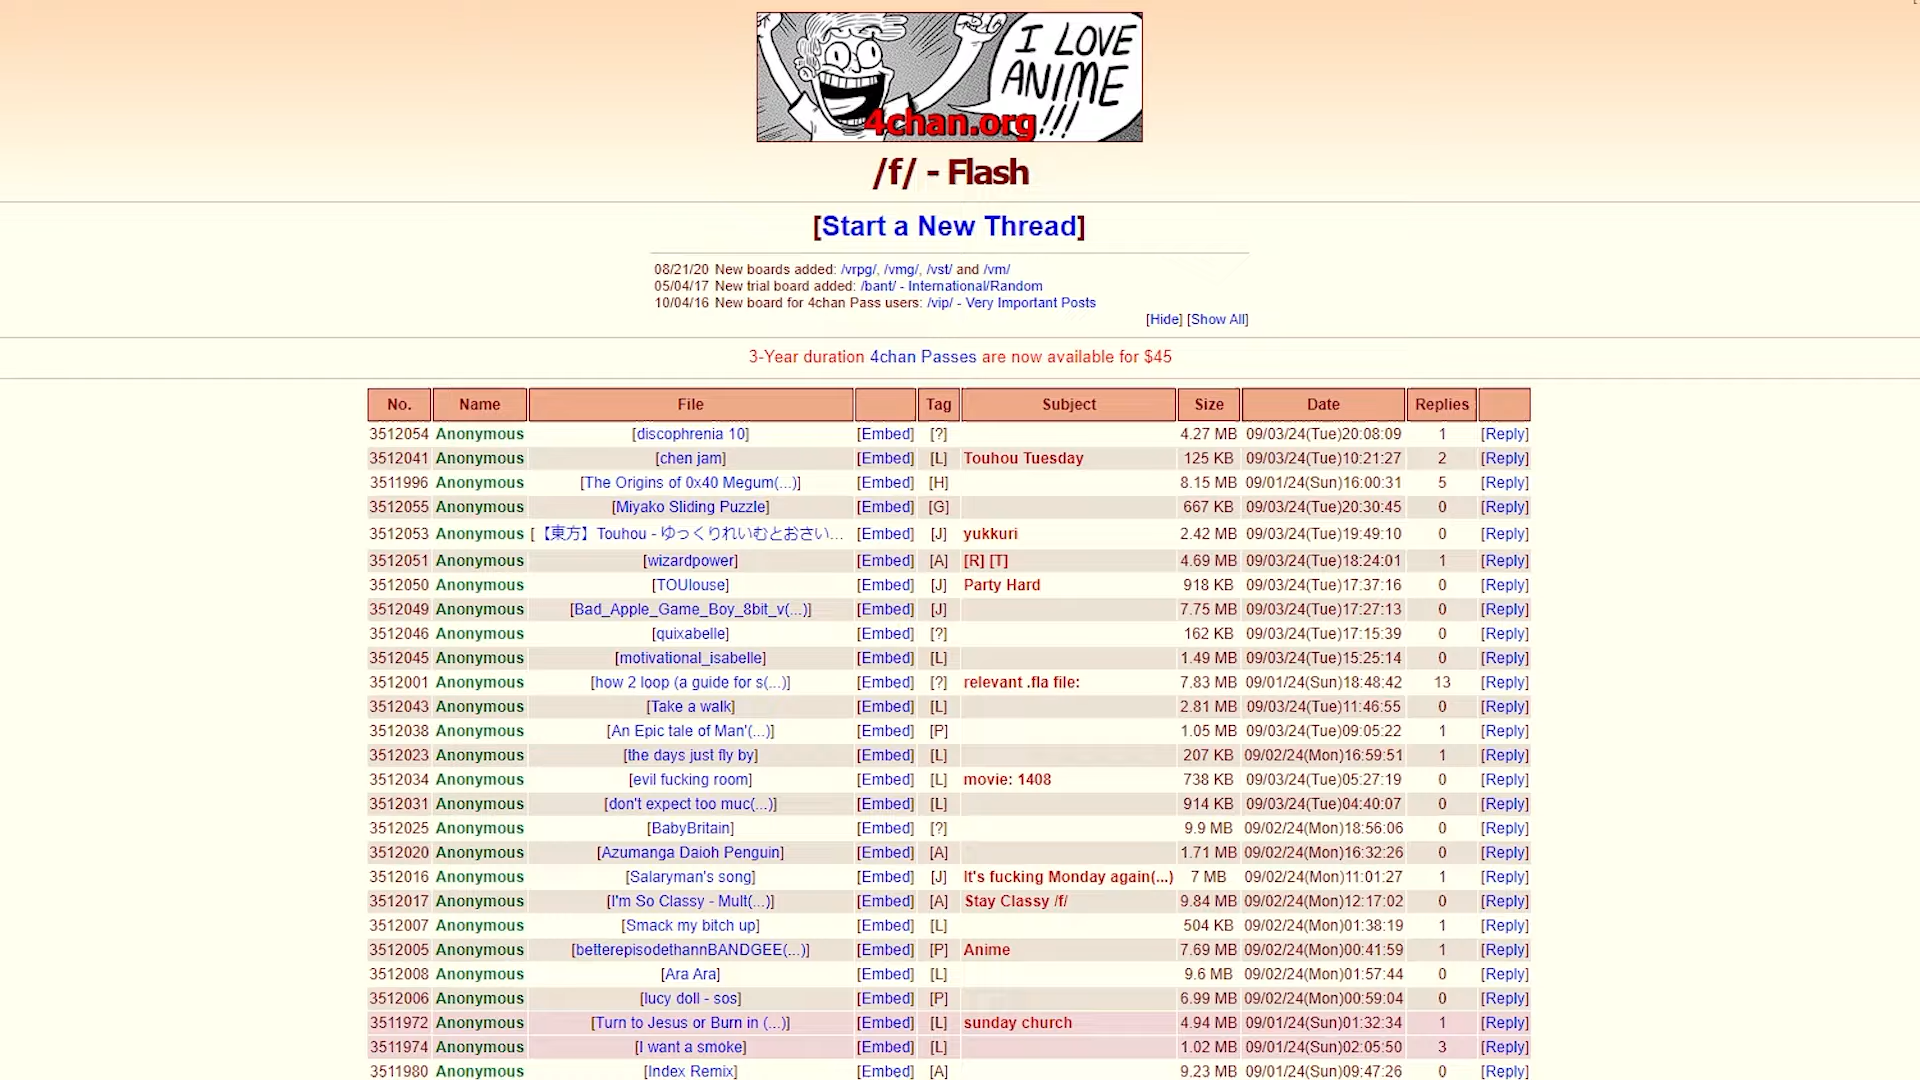 I LOVE
ANIME
!!!
4chan.org
/f/ - Flash
[Start a New Thread]
08/21/20 New boards added: /vrpg/, /vmg/, /vst/ and /vm/
05/04/17 New trial board added: /bant/ - International/Random
10/04/16 New board for 4chan Pass users: /vip/ - Very Important Posts
[Hide] [Show All]
3-Year duration 4chan Passes are now available for $45
No. Name File Tag Subject Size Date Replies
3512054 Anonymous [discophrenia 10] [Embed] [?] 4.27 MB 09/03/24(Tue)20:08:09 1 [Reply]
3512041 Anonymous [chen jam] [Embed] [L] Touhou Tuesday 125 KB 09/03/24(Tue)10:21:27 2 [Reply]
3511996 Anonymous [The Origins of 0x40 Megum(...)] [Embed] [H] 8.15 MB 09/01/24(Sun)16:00:31 5 [Reply]
3512055 Anonymous [Miyako Sliding Puzzle] [Embed] [G] 667 KB 09/03/24(Tue)20:30:45 0 [Reply]
3512053 Anonymous [【東方】Touhou - ゆっくりれいむとおさい... [Embed] [J] yukkuri 2.42 MB 09/03/24(Tue)19:49:10 0 [Reply]
3512051 Anonymous [wizardpower] [Embed] [A] [R] [T] 4.69 MB 09/03/24(Tue)18:24:01 1 [Reply]
3512050 Anonymous [TOUlouse] [Embed] [J] Party Hard 918 KB 09/03/24(Tue)17:37:16 0 [Reply]
3512049 Anonymous [Bad_Apple_Game_Boy_8bit_v(...)] [Embed] [J] 7.75 MB 09/03/24(Tue)17:27:13 0 [Reply]
3512046 Anonymous [quixabelle] [Embed] [?] 162 KB 09/03/24(Tue)17:15:39 0 [Reply]
3512045 Anonymous [motivational_isabelle] [Embed] [L] 1.49 MB 09/03/24(Tue)15:25:14 0 [Reply]
3512001 Anonymous [how 2 loop (a guide for s(...)] [Embed] [?] relevant .fla file: 7.83 MB 09/01/24(Sun)18:48:42 13 [Reply]
3512043 Anonymous [Take a walk] [Embed] [L] 2.81 MB 09/03/24(Tue)11:46:55 0 [Reply]
3512038 Anonymous [An Epic tale of Man'(...)] [Embed] [P] 1.05 MB 09/03/24(Tue)09:05:22 1 [Reply]
3512023 Anonymous [the days just fly by] [Embed] [L] 207 KB 09/02/24(Mon)16:59:51 1 [Reply]
3512034 Anonymous [evil fucking room] [Embed] [L] movie: 1408 738 KB 09/03/24(Tue)05:27:19 0 [Reply]
3512031 Anonymous [don't expect too muc(...)] [Embed] [L] 914 KB 09/03/24(Tue)04:40:07 0 [Reply]
3512025 Anonymous [BabyBritain] [Embed] [?] 9.9 MB 09/02/24(Mon)18:56:06 0 [Reply]
3512020 Anonymous [Azumanga Daioh Penguin] [Embed] [A] 1.71 MB 09/02/24(Mon)16:32:26 0 [Reply]
3512016 Anonymous [Salaryman's song] [Embed] [J] It's fucking Monday again(...) 7 MB 09/02/24(Mon)11:01:27 1 [Reply]
3512017 Anonymous [I'm So Classy - Mult(...)] [Embed] [A] Stay Classy /f/ 9.84 MB 09/02/24(Mon)12:17:02 0 [Reply]
3512007 Anonymous [Smack my bitch up] [Embed] [L] 504 KB 09/02/24(Mon)01:38:19 1 [Reply]
3512005 Anonymous [betterepisodethannBANDGEE(...)] [Embed] [P] Anime 7.69 MB 09/02/24(Mon)00:41:59 1 [Reply]
3512008 Anonymous [Ara Ara] [Embed] [L] 9.6 MB 09/02/24(Mon)01:57:44 0 [Reply]
3512006 Anonymous [lucy doll - sos] [Embed] [P] 6.99 MB 09/02/24(Mon)00:59:04 0 [Reply]
3511972 Anonymous [Turn to Jesus or Burn in (...)] [Embed] [L] sunday church 4.94 MB 09/01/24(Sun)01:32:34 1 [Reply]
3511974 Anonymous [I want a smoke] [Embed] [L] 1.02 MB 09/01/24(Sun)02:05:50 3 [Reply]
3511980 Anonymous [Index Remix] [Embed] [A] 9.23 MB 09/01/24(Sun)09:47:26 0 [Reply]